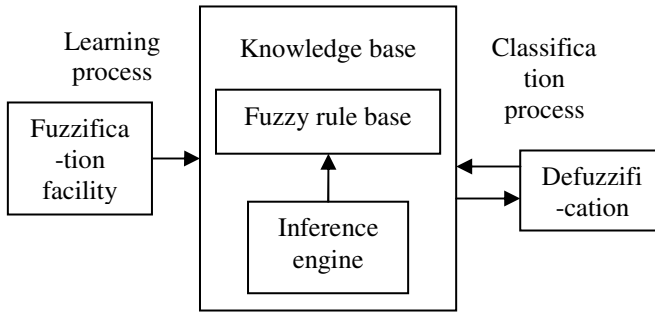 Learning
process
Knowledge base
Classifica
tion
process
Fuzzifica
-tion
facility
Fuzzy rule base
Inference
engine
Defuzzifi
-cation